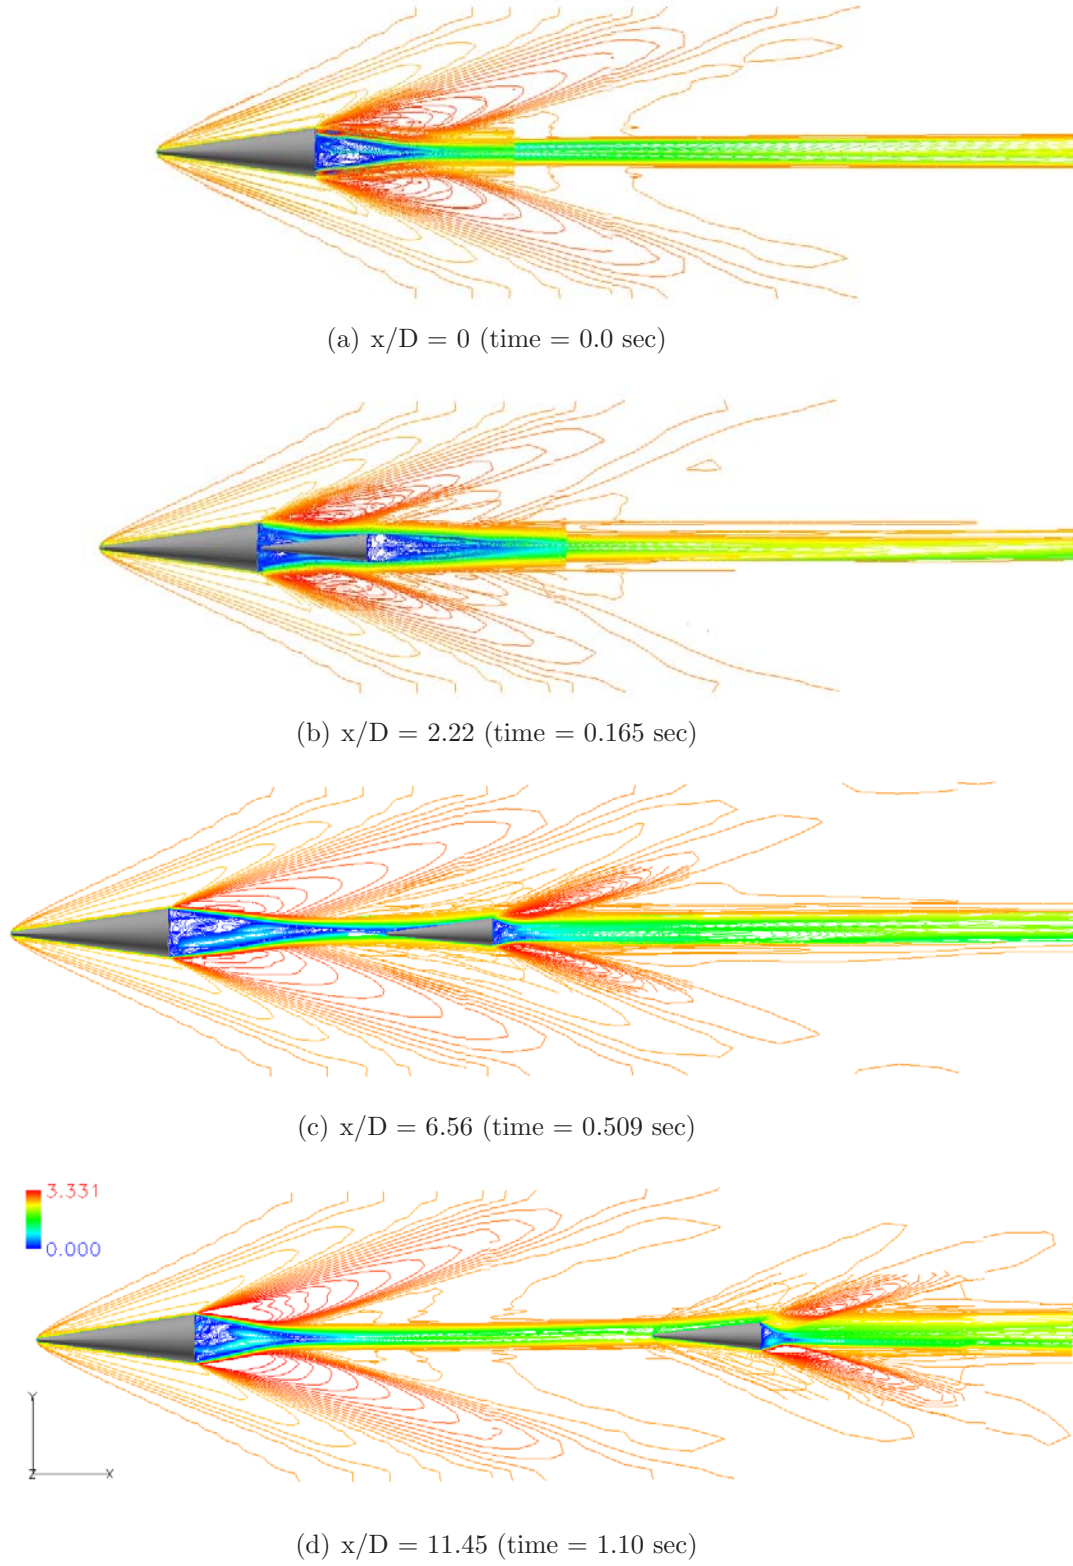 (a) x/D = 0 (time = 0.0 sec)
(b) x/D = 2.22 (time = 0.165 sec)
(c) x/D = 6.56 (time = 0.509 sec)
3.331
0.000
Y
Z X
(d) x/D = 11.45 (time = 1.10 sec)